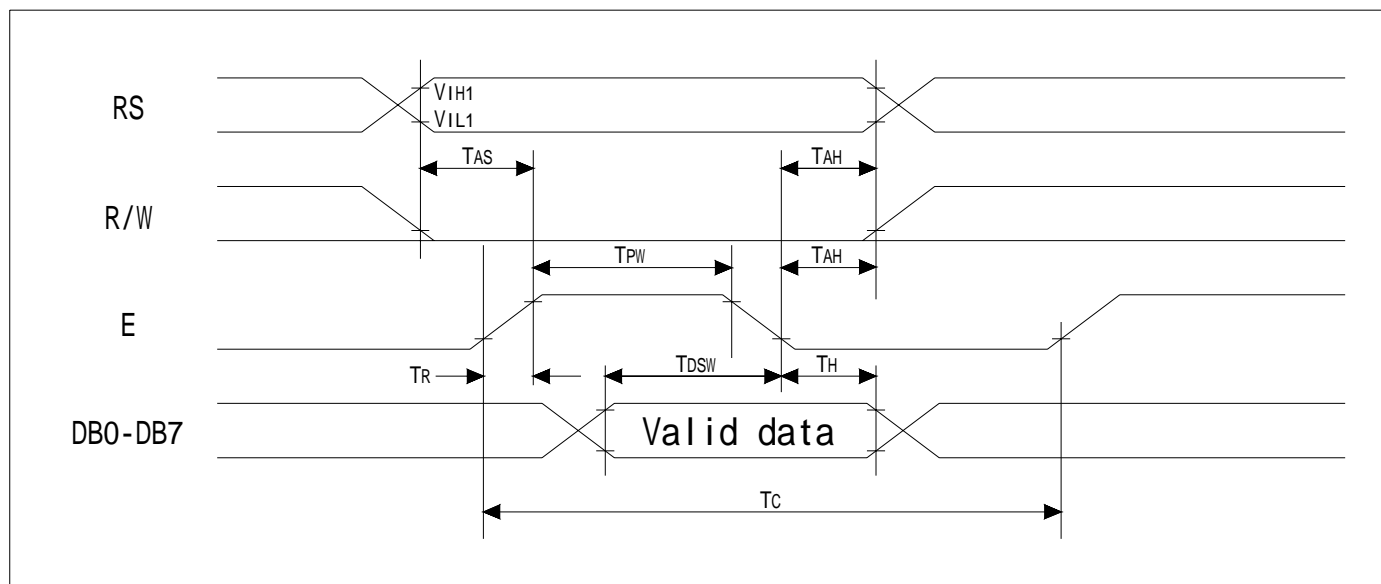 RS
VIH1
VIL1
TAS
TAH
R/W
TPW
TAH
E
TR
TDSW
TH
DB0-DB7
Valid data
TC